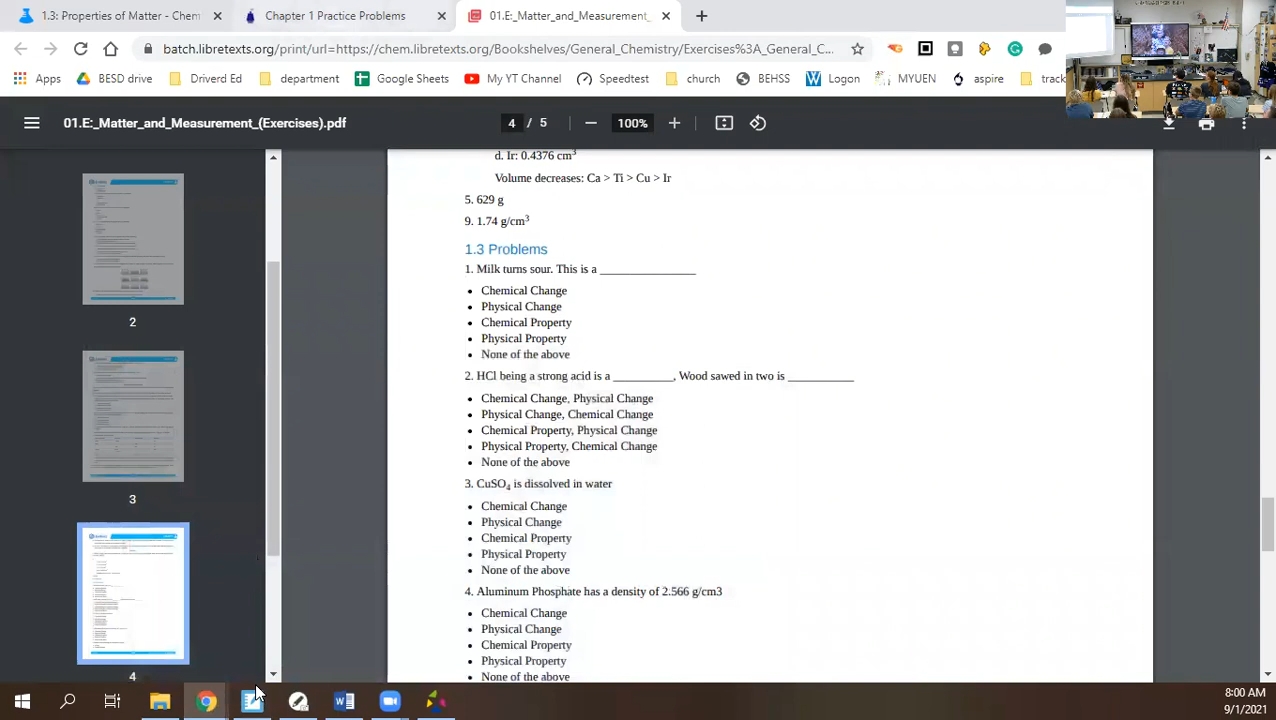 1.3: Properties of Matter - Physica
01.E:_Matter_and_Measurement_
batch.libretexts.org/print/url=https://chem.libretexts.org/Bookshelves/General_Chemistry/Exercises%3A_General_C...
Apps BESD drive Driverd Ed department My YT Channel Speedtest church BEHSS Logon MYUEN aspire track
01.E:_Matter_and_Measurement_(Exercises).pdf 4 / 5 100%
d. Ir: 0.4376 cm3
Volume decreases: Ca > Ti > Cu > Ir
5. 629 g
9. 1.74 g/cm3
1.3 Problems
1. Milk turns sour. This is a ________________
• Chemical Change
• Physical Change
• Chemical Property
• Physical Property
• None of the above
2. HCl being a strong acid is a __________, Wood sawed in two is ___________
• Chemical Change, Physical Change
• Physical Change, Chemical Change
• Chemical Property, Physical Change
• Physical Property, Chemical Change
• None of the above
3. CuSO4 is dissolved in water
• Chemical Change
• Physical Change
• Chemical Property
• Physical Property
• None of the above
4. Aluminum Phosphate has a density of 2.566 g/cm3
• Chemical Change
• Physical Change
• Chemical Property
• Physical Property
• None of the above
2
3
4
8:00 AM
9/1/2021